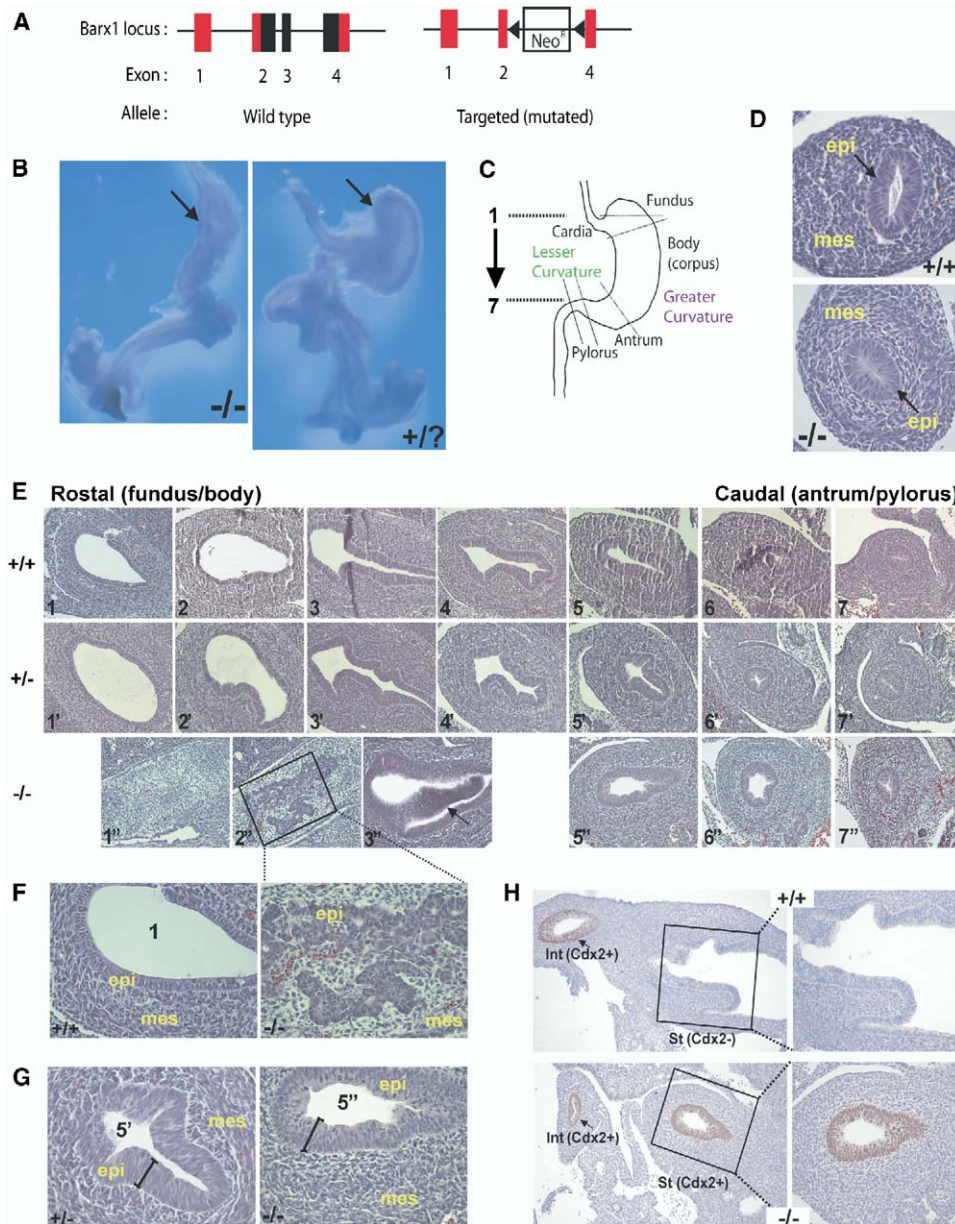 A
Barx1 locus :
Neo^R
Exon :
1 2 3 4
1 2 4
Allele :
Wild type
Targeted (mutated)
B
-/-
+/?
C
1
7
Fundus
Cardia
Body
(corpus)
Lesser
Curvature
Greater
Curvature
Antrum
Pylorus
D
epi
mes
+/+
mes
epi
-/-
E
Rostal (fundus/body)
Caudal (antrum/pylorus)
+/+
1 2 3 4 5 6 7
+/-
1' 2' 3' 4' 5' 6' 7'
-/-
1" 2" 3" 5" 6" 7"
F
1
epi
mes
+/+
epi
-/-
mes
G
5'
mes
epi
+/-
5"
epi
mes
-/-
H
+/+
Int (Cdx2+)
St (Cdx2-)
Int (Cdx2+)
St (Cdx2+)
-/-